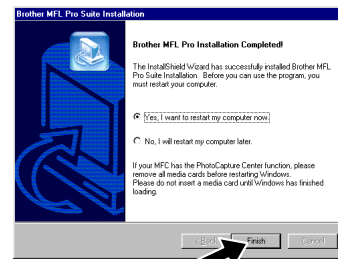 Brother MFL Pro Suite Installation
Brother MFL Pro Installation Completed!
The InstallShield Wizard has successfully installed Brother MFL
Pro Suite Installation. Before you can use the program, you
must restart your computer.
Yes, I want to restart my computer now.
No, I will restart my computer later.
If your MFC has the PhotoCapture Center function, please
remove all media cards before restarting Windows.
Please do not insert a media card until Windows has finished
loading.
< Back
Finish
Cancel